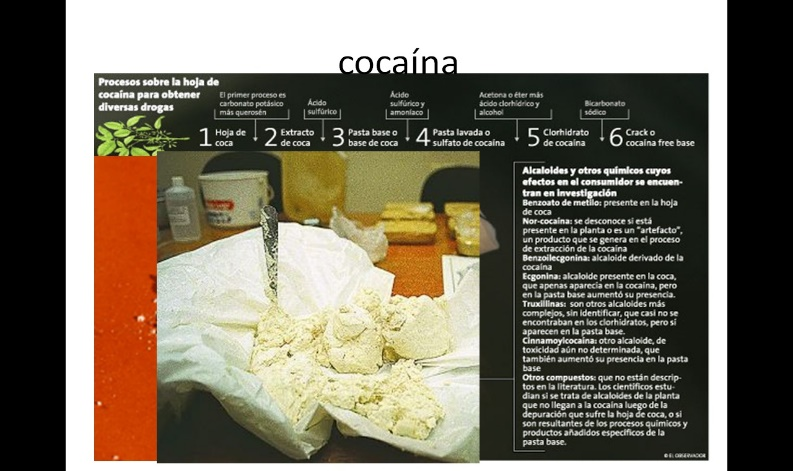 cocaína
Procesos sobre la hoja de
cocaína para obtener
diversas drogas
El primer proceso es
carbonato potásico
más querosén
Ácido
sulfúrico
Ácido
sulfúrico y
amoníaco
Acetona o éter más
ácido clorhídrico y
alcohol
Bicarbonato
sódico
1 Hoja de
coca
2 Extracto
de coca
3 Pasta base o
base de coca
4 Pasta lavada o
sulfato de cocaína
5 Clorhidrato
de cocaína
6 Crack o
cocaína free base
Alcaloides y otros químicos cuyos
efectos en el consumidor se encuen-
tran en investigación
Benzoato de metilo: presente en la hoja
de coca
Nor-cocaína: se desconoce si está
presente en la planta o es un "artefacto",
un producto que se genera en el proceso
de extracción de la cocaína
Benzoilecgonina: alcaloide derivado de la
cocaína
Ecgonina: alcaloide presente en la coca,
que apenas aparecía en la cocaína, pero
en la pasta base aumentó su presencia.
Truxillinas: son otros alcaloides más
complejos, sin identificar, que casi no se
encontraban en los clorhidratos, pero sí
aparecen en la pasta base.
Cinnamoylcocaína: otro alcaloide, de
toxicidad aún no determinada, que
también aumentó su presencia en la pasta
base
Otros compuestos: que no están descrip-
tos en la literatura. Los científicos estu-
dian si se trata de alcaloides de la planta
que no llegan a la cocaína luego de la
depuración que sufre la hoja de coca, o si
son resultantes de los procesos químicos y
productos añadidos específicos de la
pasta base.
© EL OBSERVADOR